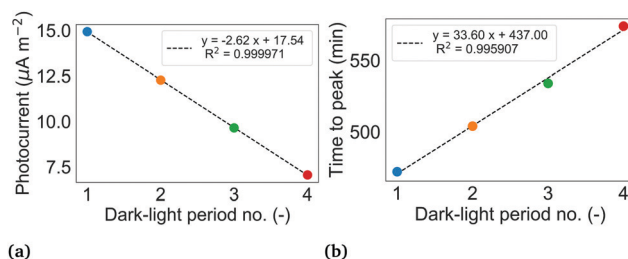 15.0
12.5
10.0
7.5
Photocurrent (μA m⁻²)
y = -2.62 x + 17.54
R² = 0.999971
1 2 3 4
Dark-light period no. (-)
(a)
550
500
Time to peak (min)
y = 33.60 x + 437.00
R² = 0.995907
1 2 3 4
Dark-light period no. (-)
(b)